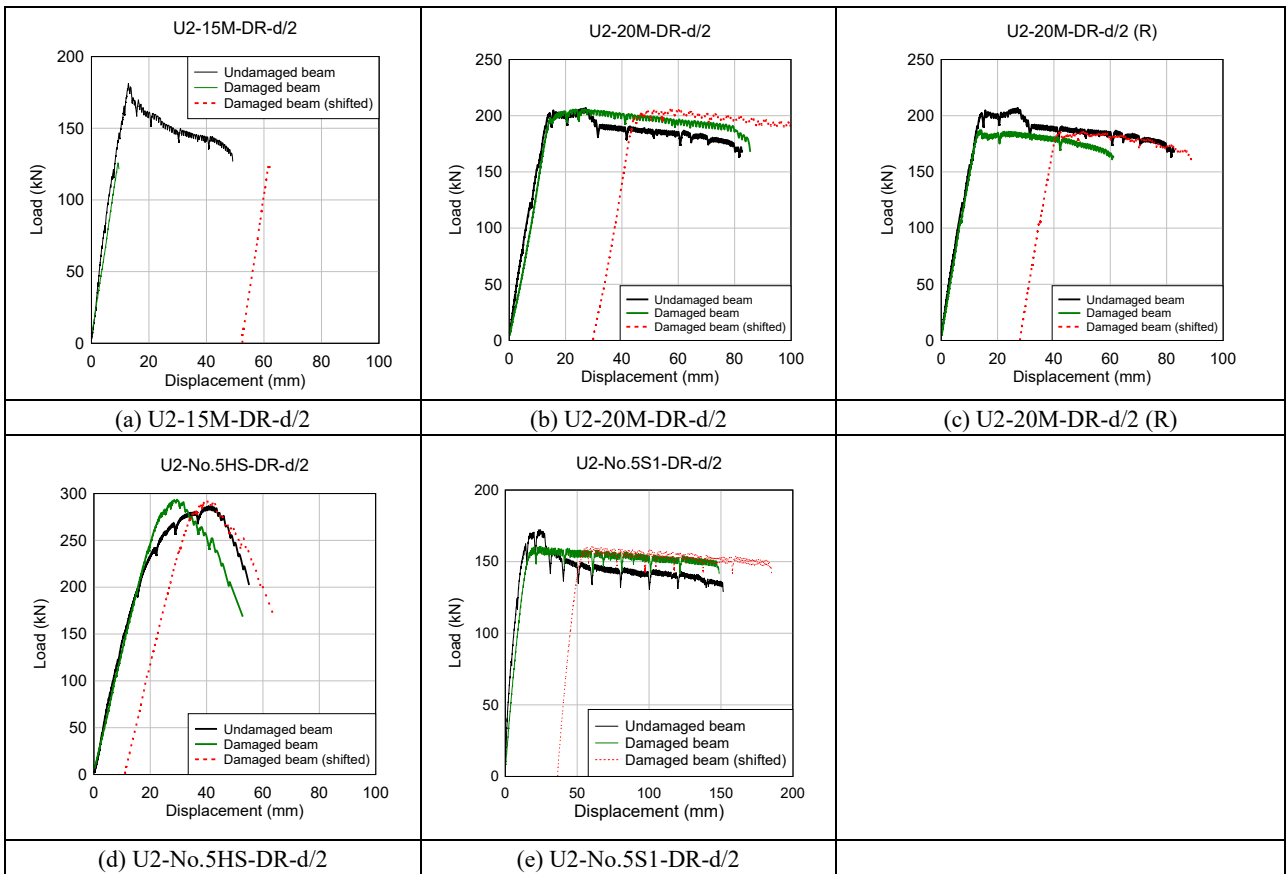 U2-15M-DR-d/2
200
150
100
50
0
Load (kN)
Undamaged beam
Damaged beam
Damaged beam (shifted)
0 20 40 60 80 100
Displacement (mm)
(a) U2-15M-DR-d/2
U2-20M-DR-d/2
250
200
150
100
50
0
Load (kN)
Undamaged beam
Damaged beam
Damaged beam (shifted)
0 20 40 60 80 100
Displacement (mm)
(b) U2-20M-DR-d/2
U2-20M-DR-d/2 (R)
250
200
150
100
50
0
Load (kN)
Undamaged beam
Damaged beam
Damaged beam (shifted)
0 20 40 60 80 100
Displacement (mm)
(c) U2-20M-DR-d/2 (R)
U2-No.5HS-DR-d/2
300
250
200
150
100
50
0
Load (kN)
Undamaged beam
Damaged beam
Damaged beam (shifted)
0 20 40 60 80 100
Displacement (mm)
(d) U2-No.5HS-DR-d/2
U2-No.5S1-DR-d/2
200
150
100
50
0
Load (kN)
Undamaged beam
Damaged beam
Damaged beam (shifted)
0 50 100 150 200
Displacement (mm)
(e) U2-No.5S1-DR-d/2